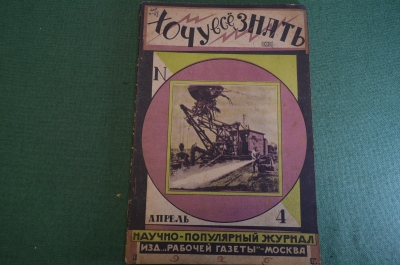 ХОЧУ ВСЁ ЗНАТЬ
N
АПРЕЛЬ 4
НАУЧНО-ПОПУЛЯРНЫЙ ЖУРНАЛ
ИЗД. „РАБОЧЕЙ ГАЗЕТЫ“-МОСКВА